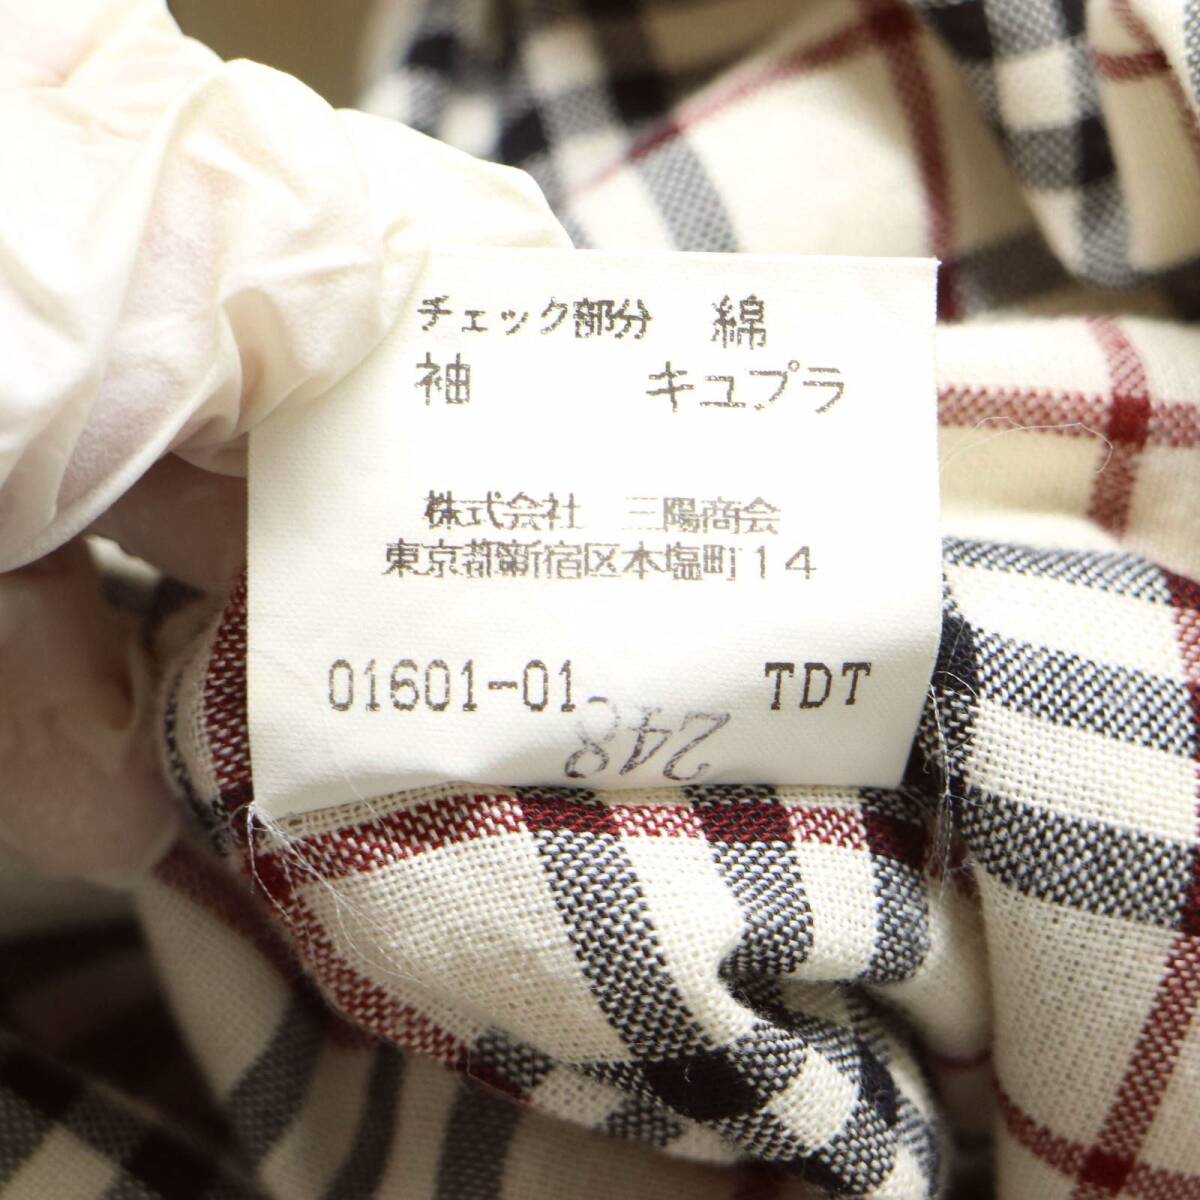 チェック部分 綿
袖 キュプラ
株式会社 三陽商会
東京都新宿区本塩町14
01601-01 TDT
248